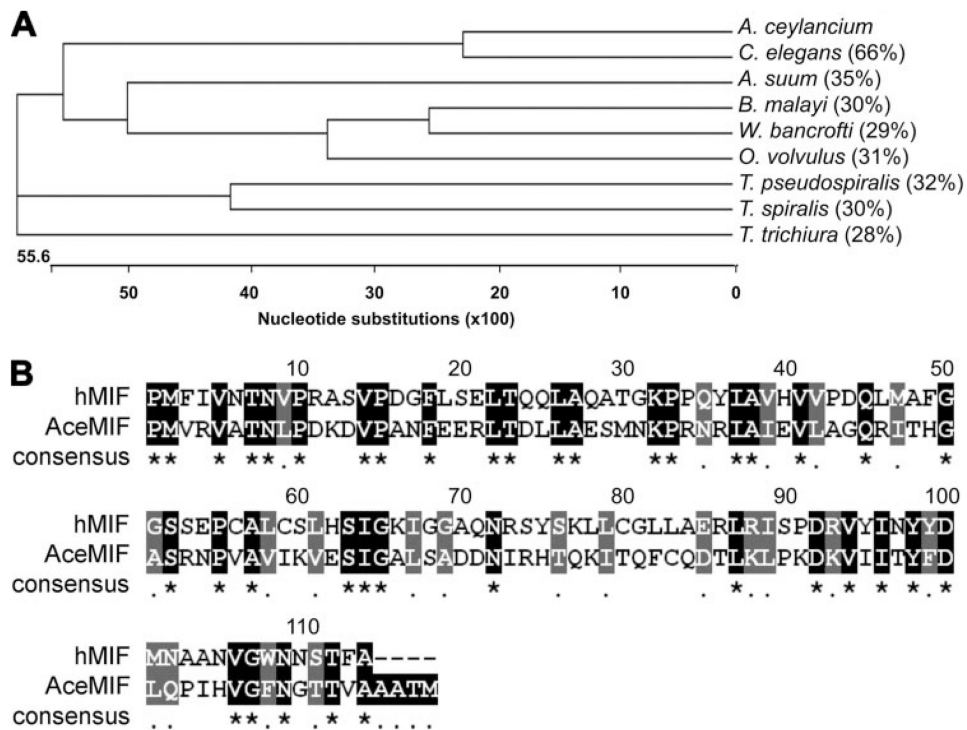 A
A. ceylancium
C. elegans (66%)
A. suum (35%)
B. malayi (30%)
W. bancrofti (29%)
O. volvulus (31%)
T. pseudospiralis (32%)
T. spiralis (30%)
T. trichiura (28%)
55.6
50 40 30 20 10 0
Nucleotide substitutions (x100)
B
10 20 30 40 50
hMIF PMFIVNTNVPRASVPDGFLSELTQQLAQATGKPPQYIAVHVVPDQLMAFG
AceMIF PMVRVATNLPDKDVPANFEERLTDLLAESMNKPRNRIAIEVLAGQRITHG
consensus ** * **. * ** * ** ** ** . **. * . * . *
60 70 80 90 100
hMIF GSSEPCALCSLHSIGKIGGAQNRSYSKLLCGLLAERLRISPDRVYINYYD
AceMIF ASRNPVAVIKVESIGALSADDNIRHTQKITQFCQDTLKLPKDKVIITYFD
consensus .* * *. . *** . . * . . . *.. *.* * *.*
110
hMIF MNAANVGWNNSTFA----
AceMIF LQPIHVGFNGTTVAAATM
consensus .. **.* .* *....